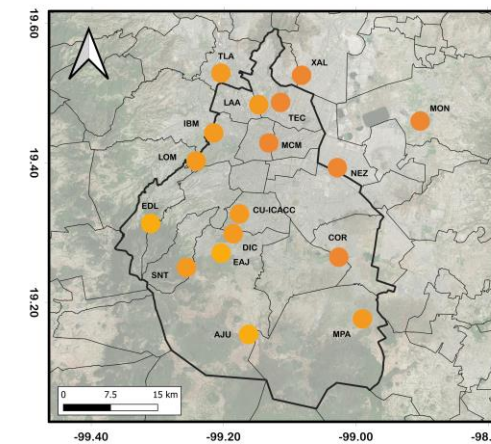 19.60
TLA
XAL
LAA
TEC
MON
IBM
MCM
19.40
LOM
NEZ
EDL
CU-ICACC
DIC
COR
EAJ
SNT
19.20
AJU
MPA
0 7.5 15 km
-99.40 -99.20 -99.00 -98.